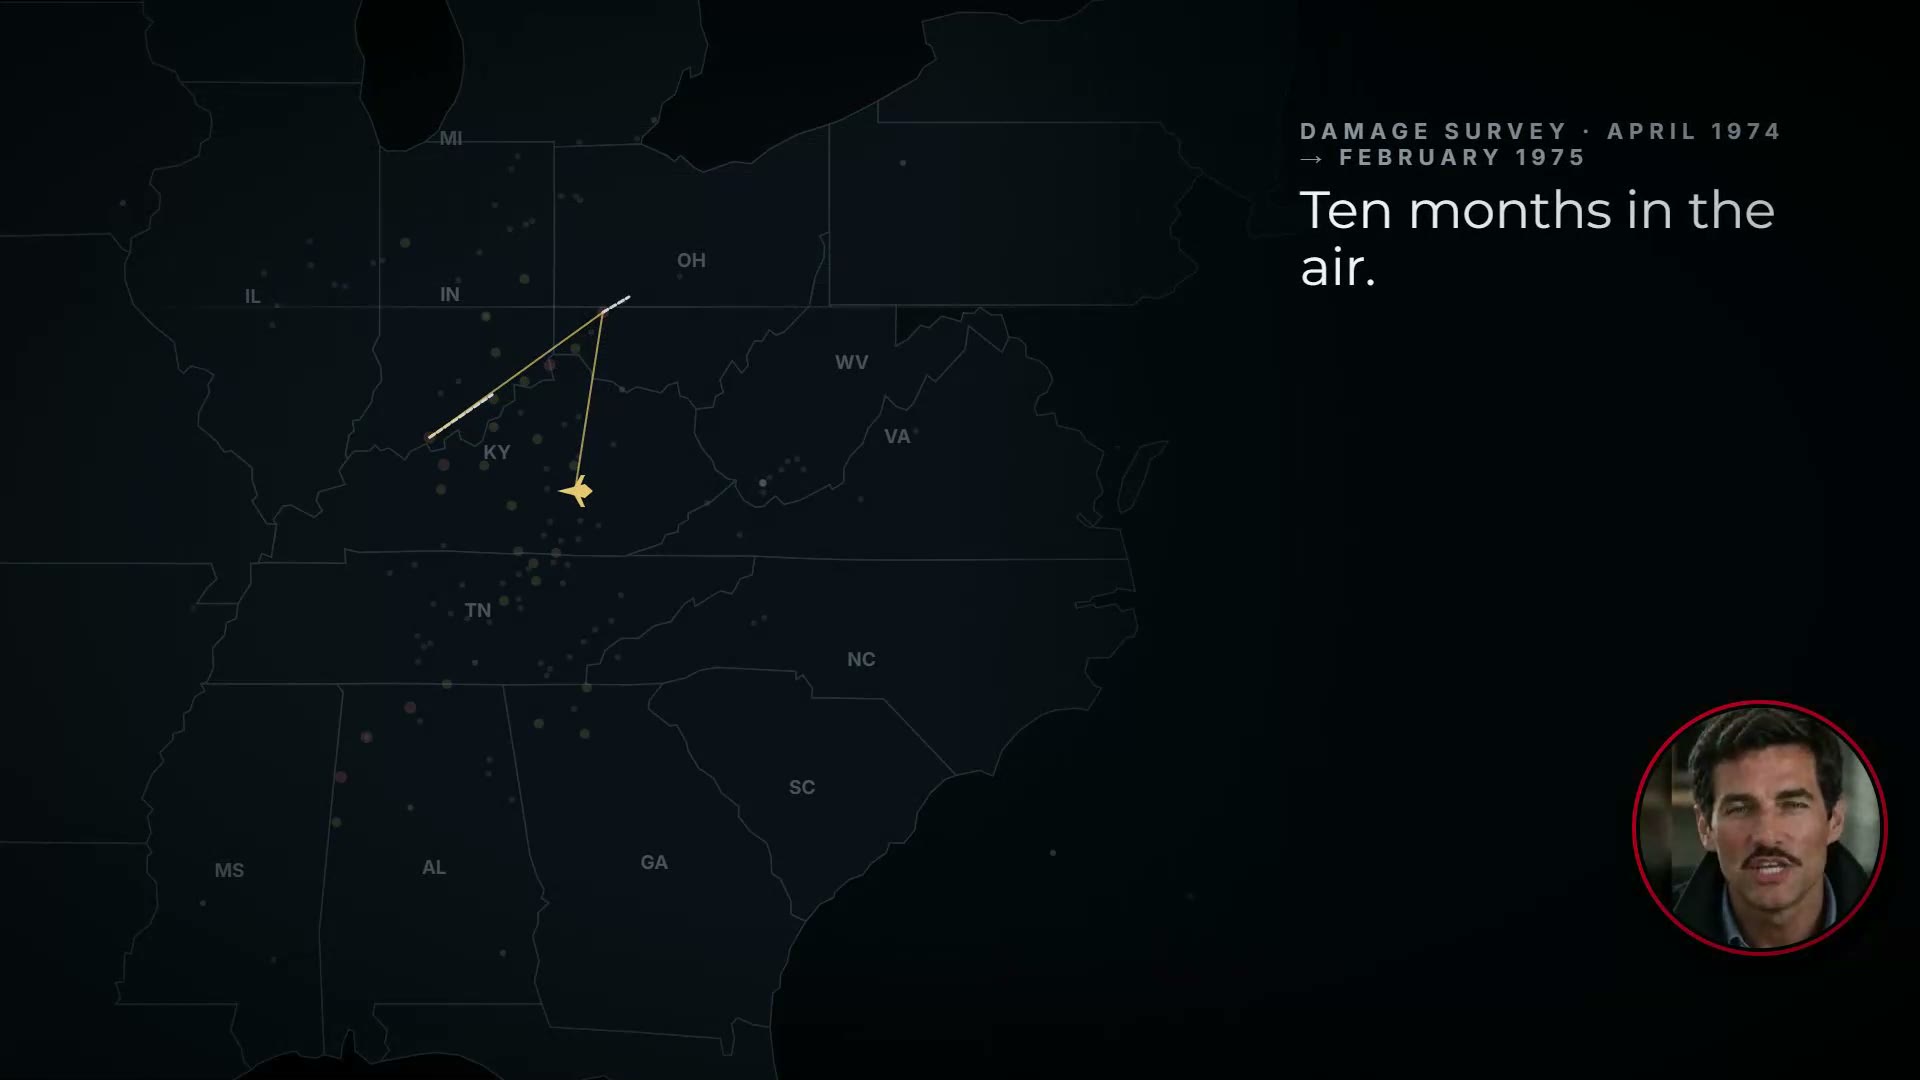 DAMAGE SURVEY · APRIL 1974
→ FEBRUARY 1975
Ten months in the
air.
MI
OH
IL
IN
WV
VA
KY
TN
NC
SC
GA
AL
MS